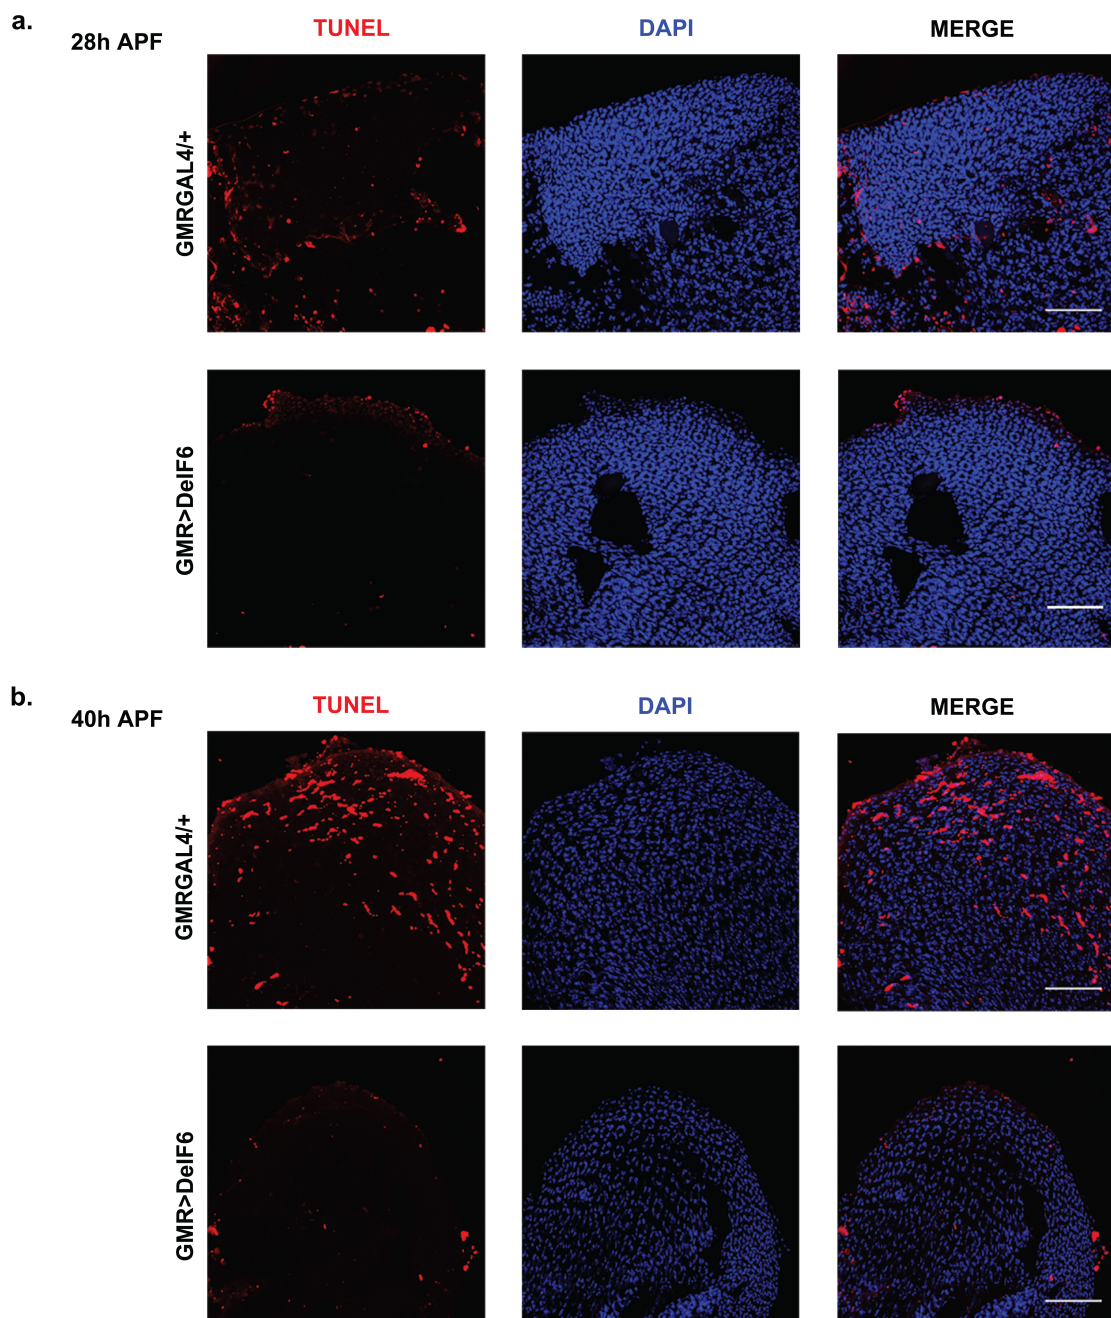 a.
28h APF
TUNEL
DAPI
MERGE
GMRGAL4/+
GMR>DeIF6
b.
40h APF
TUNEL
DAPI
MERGE
GMRGAL4/+
GMR>DeIF6